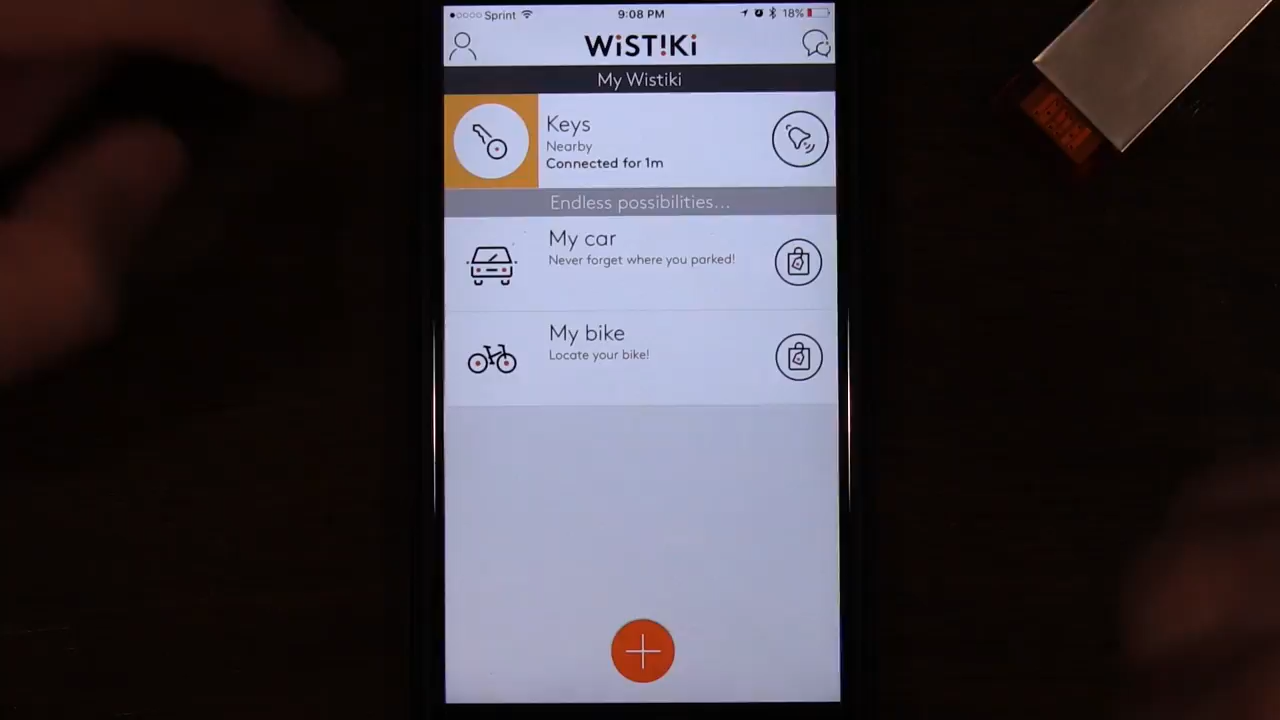 Sprint 9:08 PM 18%
WiST!Ki
My Wistiki
Keys
Nearby
Connected for 1m
Endless possibilities...
My car
Never forget where you parked!
My bike
Locate your bike!